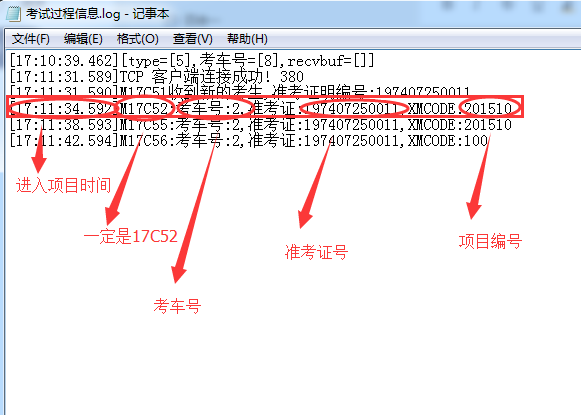 考试过程信息.log - 记事本
文件(F) 编辑(E) 格式(O) 查看(V) 帮助(H)
[17:10:39.462][type=[5],考车号=[8],recvbuf=[]]
[17:11:31.589]TCP 客户端连接成功! 380
[17:11:31.590]M17C51收到新的考生,准考证明编号:197407250011
[17:11:34.592]M17C52:考车号:2,准考证:197407250011,XMCODE:201510
[17:11:38.593]M17C55:考车号:2,准考证:197407250011,XMCODE:201510
[17:11:42.594]M17C56:考车号:2,准考证:197407250011,XMCODE:100
进入项目时间
一定是17C52
考车号
准考证号
项目编号